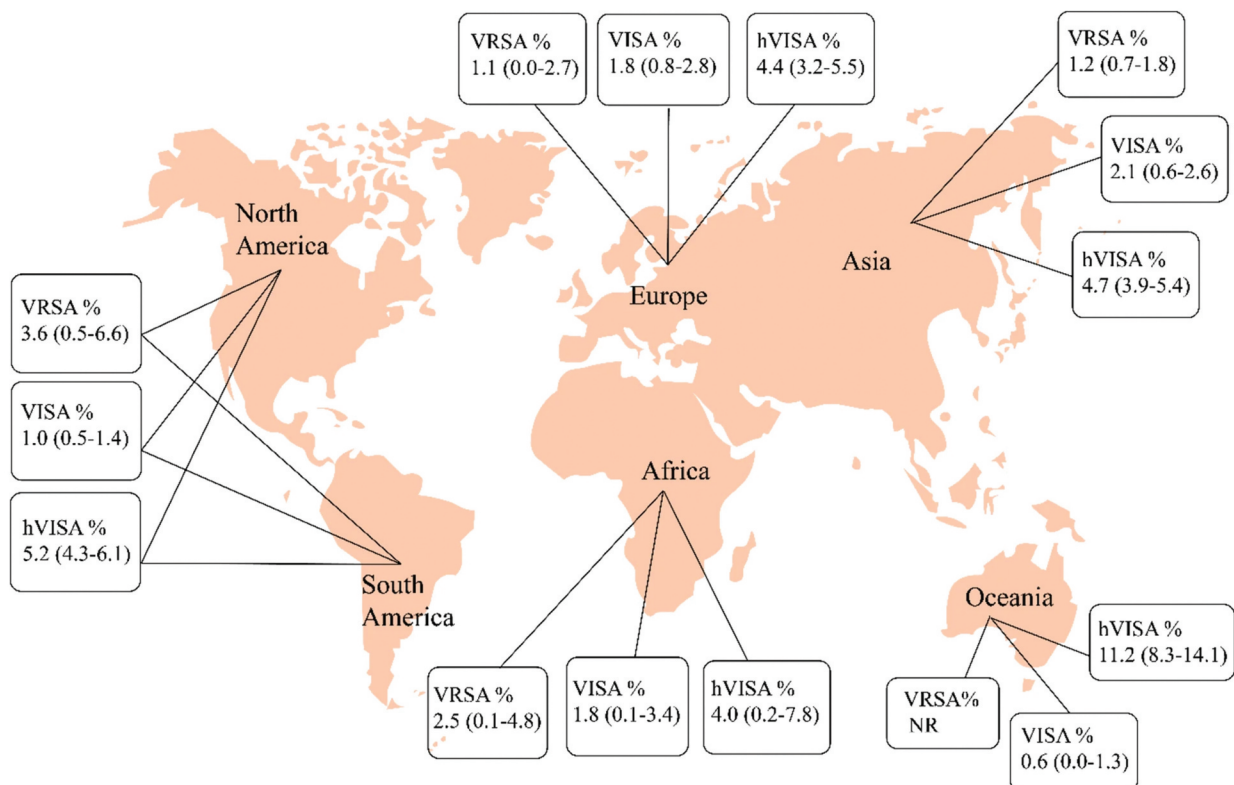 VRSA %
1.1 (0.0-2.7)
VISA %
1.8 (0.8-2.8)
hVISA %
4.4 (3.2-5.5)
VRSA %
1.2 (0.7-1.8)
VISA %
2.1 (0.6-2.6)
hVISA %
4.7 (3.9-5.4)
North
America
Europe
Asia
VRSA %
3.6 (0.5-6.6)
VISA %
1.0 (0.5-1.4)
hVISA %
5.2 (4.3-6.1)
Africa
South
America
Oceania
VRSA %
2.5 (0.1-4.8)
VISA %
1.8 (0.1-3.4)
hVISA %
4.0 (0.2-7.8)
hVISA %
11.2 (8.3-14.1)
VRSA%
NR
VISA %
0.6 (0.0-1.3)